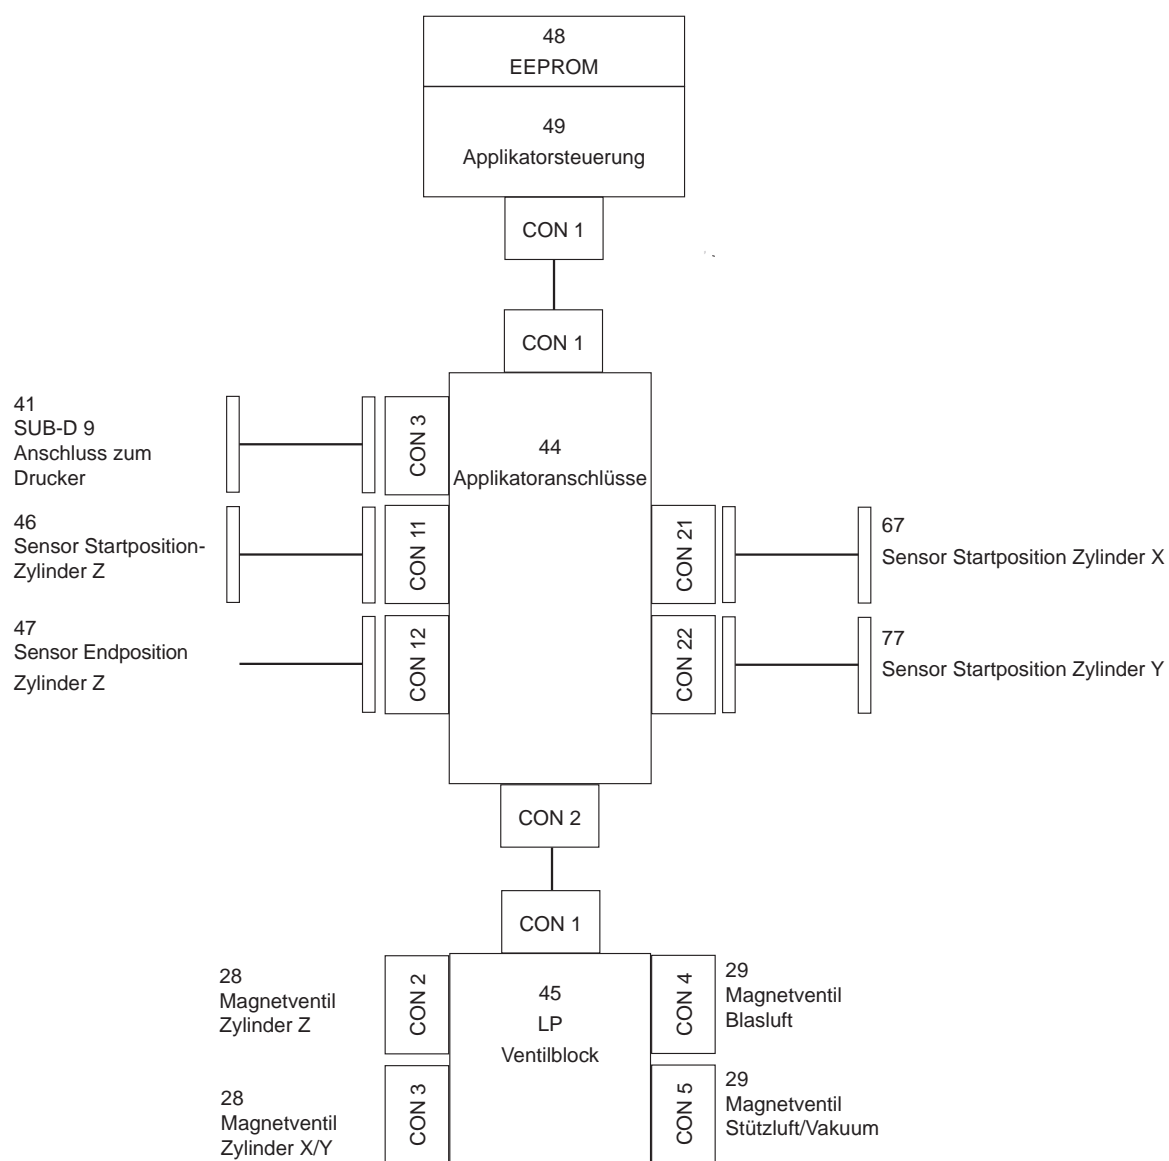 48
EEPROM
49
Applikatorsteuerung
CON 1
CON 1
41
SUB-D 9
Anschluss zum
Drucker
CON 3
44
Applikatoranschlüsse
46
Sensor Startposition-
Zylinder Z
CON 11
CON 21
67
Sensor Startposition Zylinder X
47
Sensor Endposition
Zylinder Z
CON 12
CON 22
77
Sensor Startposition Zylinder Y
CON 2
CON 1
28
Magnetventil
Zylinder Z
CON 2
45
LP
Ventilblock
CON 4
29
Magnetventil
Blasluft
28
Magnetventil
Zylinder X/Y
CON 3
CON 5
29
Magnetventil
Stützluft/Vakuum